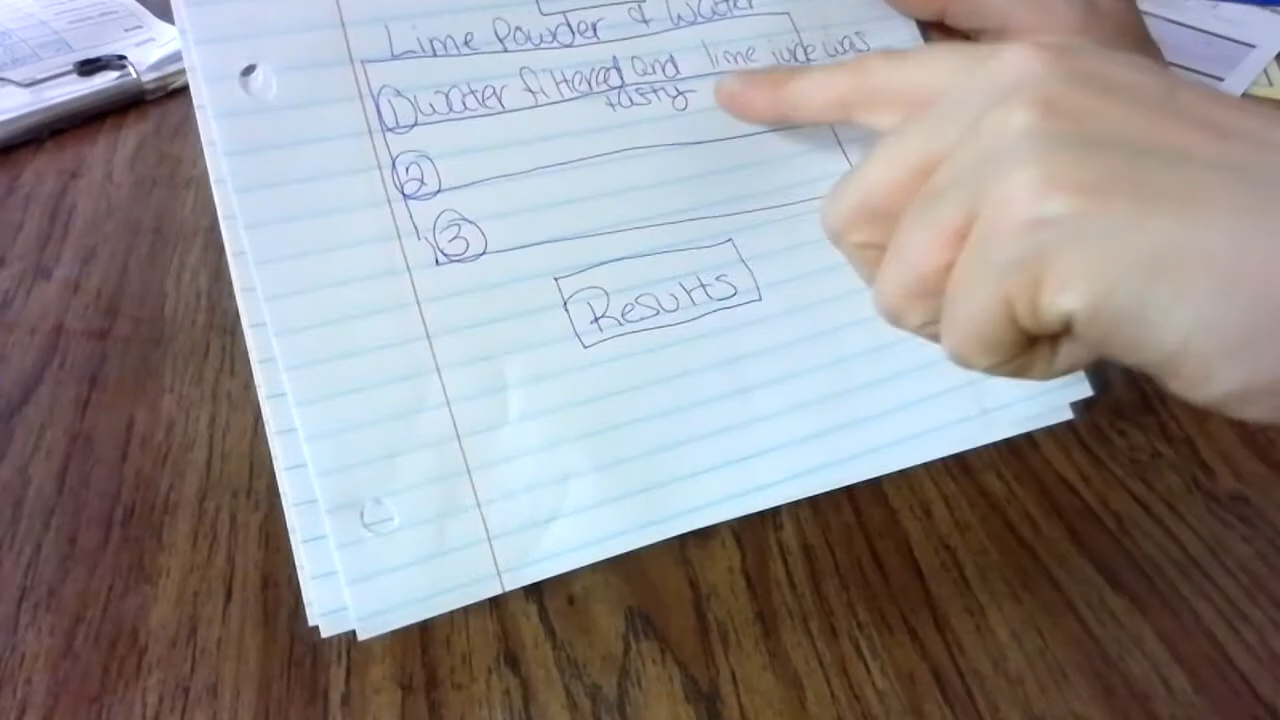 Lime Powder & Water
① water filtered and lime juice was
tasty
②
③
Results